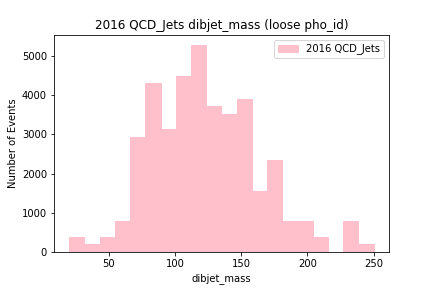 2016 QCD_Jets dibjet_mass (loose pho_id)
2016 QCD_Jets
Number of Events
5000
4000
3000
2000
1000
0
50
100
150
200
250
dibjet_mass